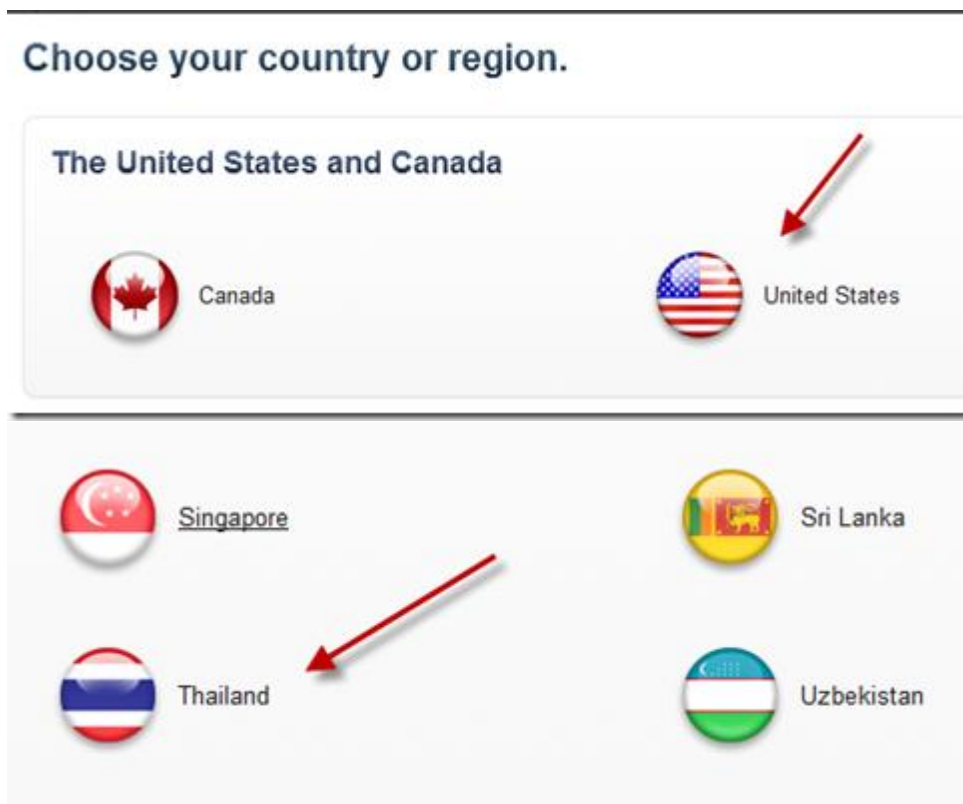 Choose your country or region.
The United States and Canada
Canada
United States
Singapore
Sri Lanka
Thailand
Uzbekistan